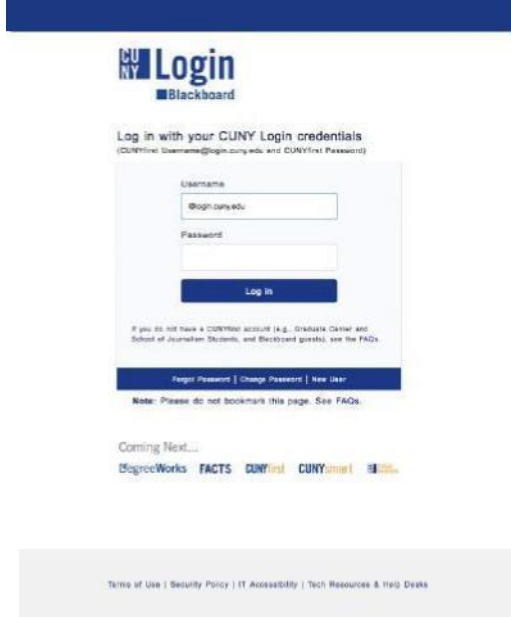 CU
NY Login
Blackboard
Log in with your CUNY Login credentials
(CUNYfirst Username@login.cuny.edu and CUNYfirst Password)
Username
@login.cuny.edu
Password
Log in
If you do not have a CUNYfirst account (e.g., Graduate Center and
School of Journalism Students, and Blackboard guests), see the FAQs.
Forgot Password | Change Password | New User
Note: Please do not bookmark this page. See FAQs.
Coming Next...
DegreeWorks FACTS CUNYfirst CUNYsmart
Terms of Use | Security Policy | IT Accessibility | Tech Resources & Help Desks